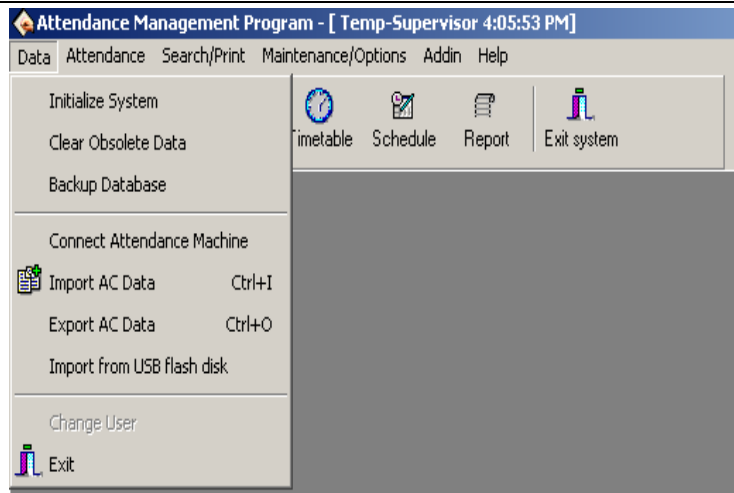 Attendance Management Program - [ Temp-Supervisor 4:05:53 PM]
Data Attendance Search/Print Maintenance/Options Addin Help
imetable Schedule Report Exit system
Initialize System
Clear Obsolete Data
Backup Database
Connect Attendance Machine
Import AC Data Ctrl+I
Export AC Data Ctrl+O
Import from USB flash disk
Change User
Exit